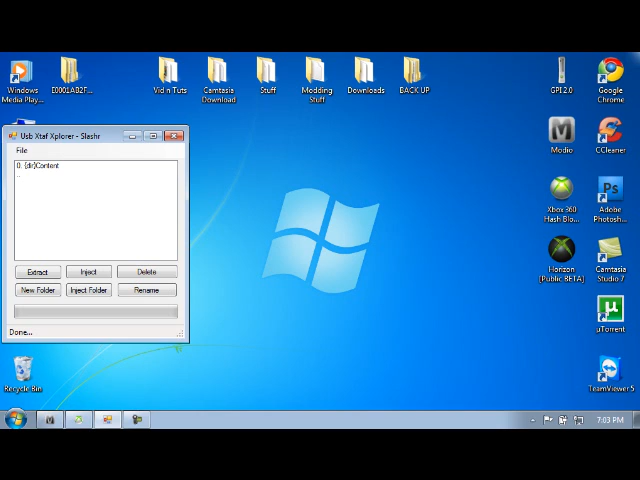 Windows
Media Play...
E0001AB2F...
Vid n Tuts
Camtasia
Download
Stuff
Modding
Stuff
Downloads
BACK UP
GPI 2.0
Google
Chrome
Usb Xtaf Xplorer - Slashr
File
0. {dir}Content
..
Extract
Inject
Delete
New Folder
Inject Folder
Rename
Done...
Modio
CCleaner
Xbox 360
Hash Blo...
Ps
Adobe
Photosh...
Horizon
[Public BETA]
Camtasia
Studio 7
µTorrent
Recycle Bin
TeamViewer 5
7:03 PM